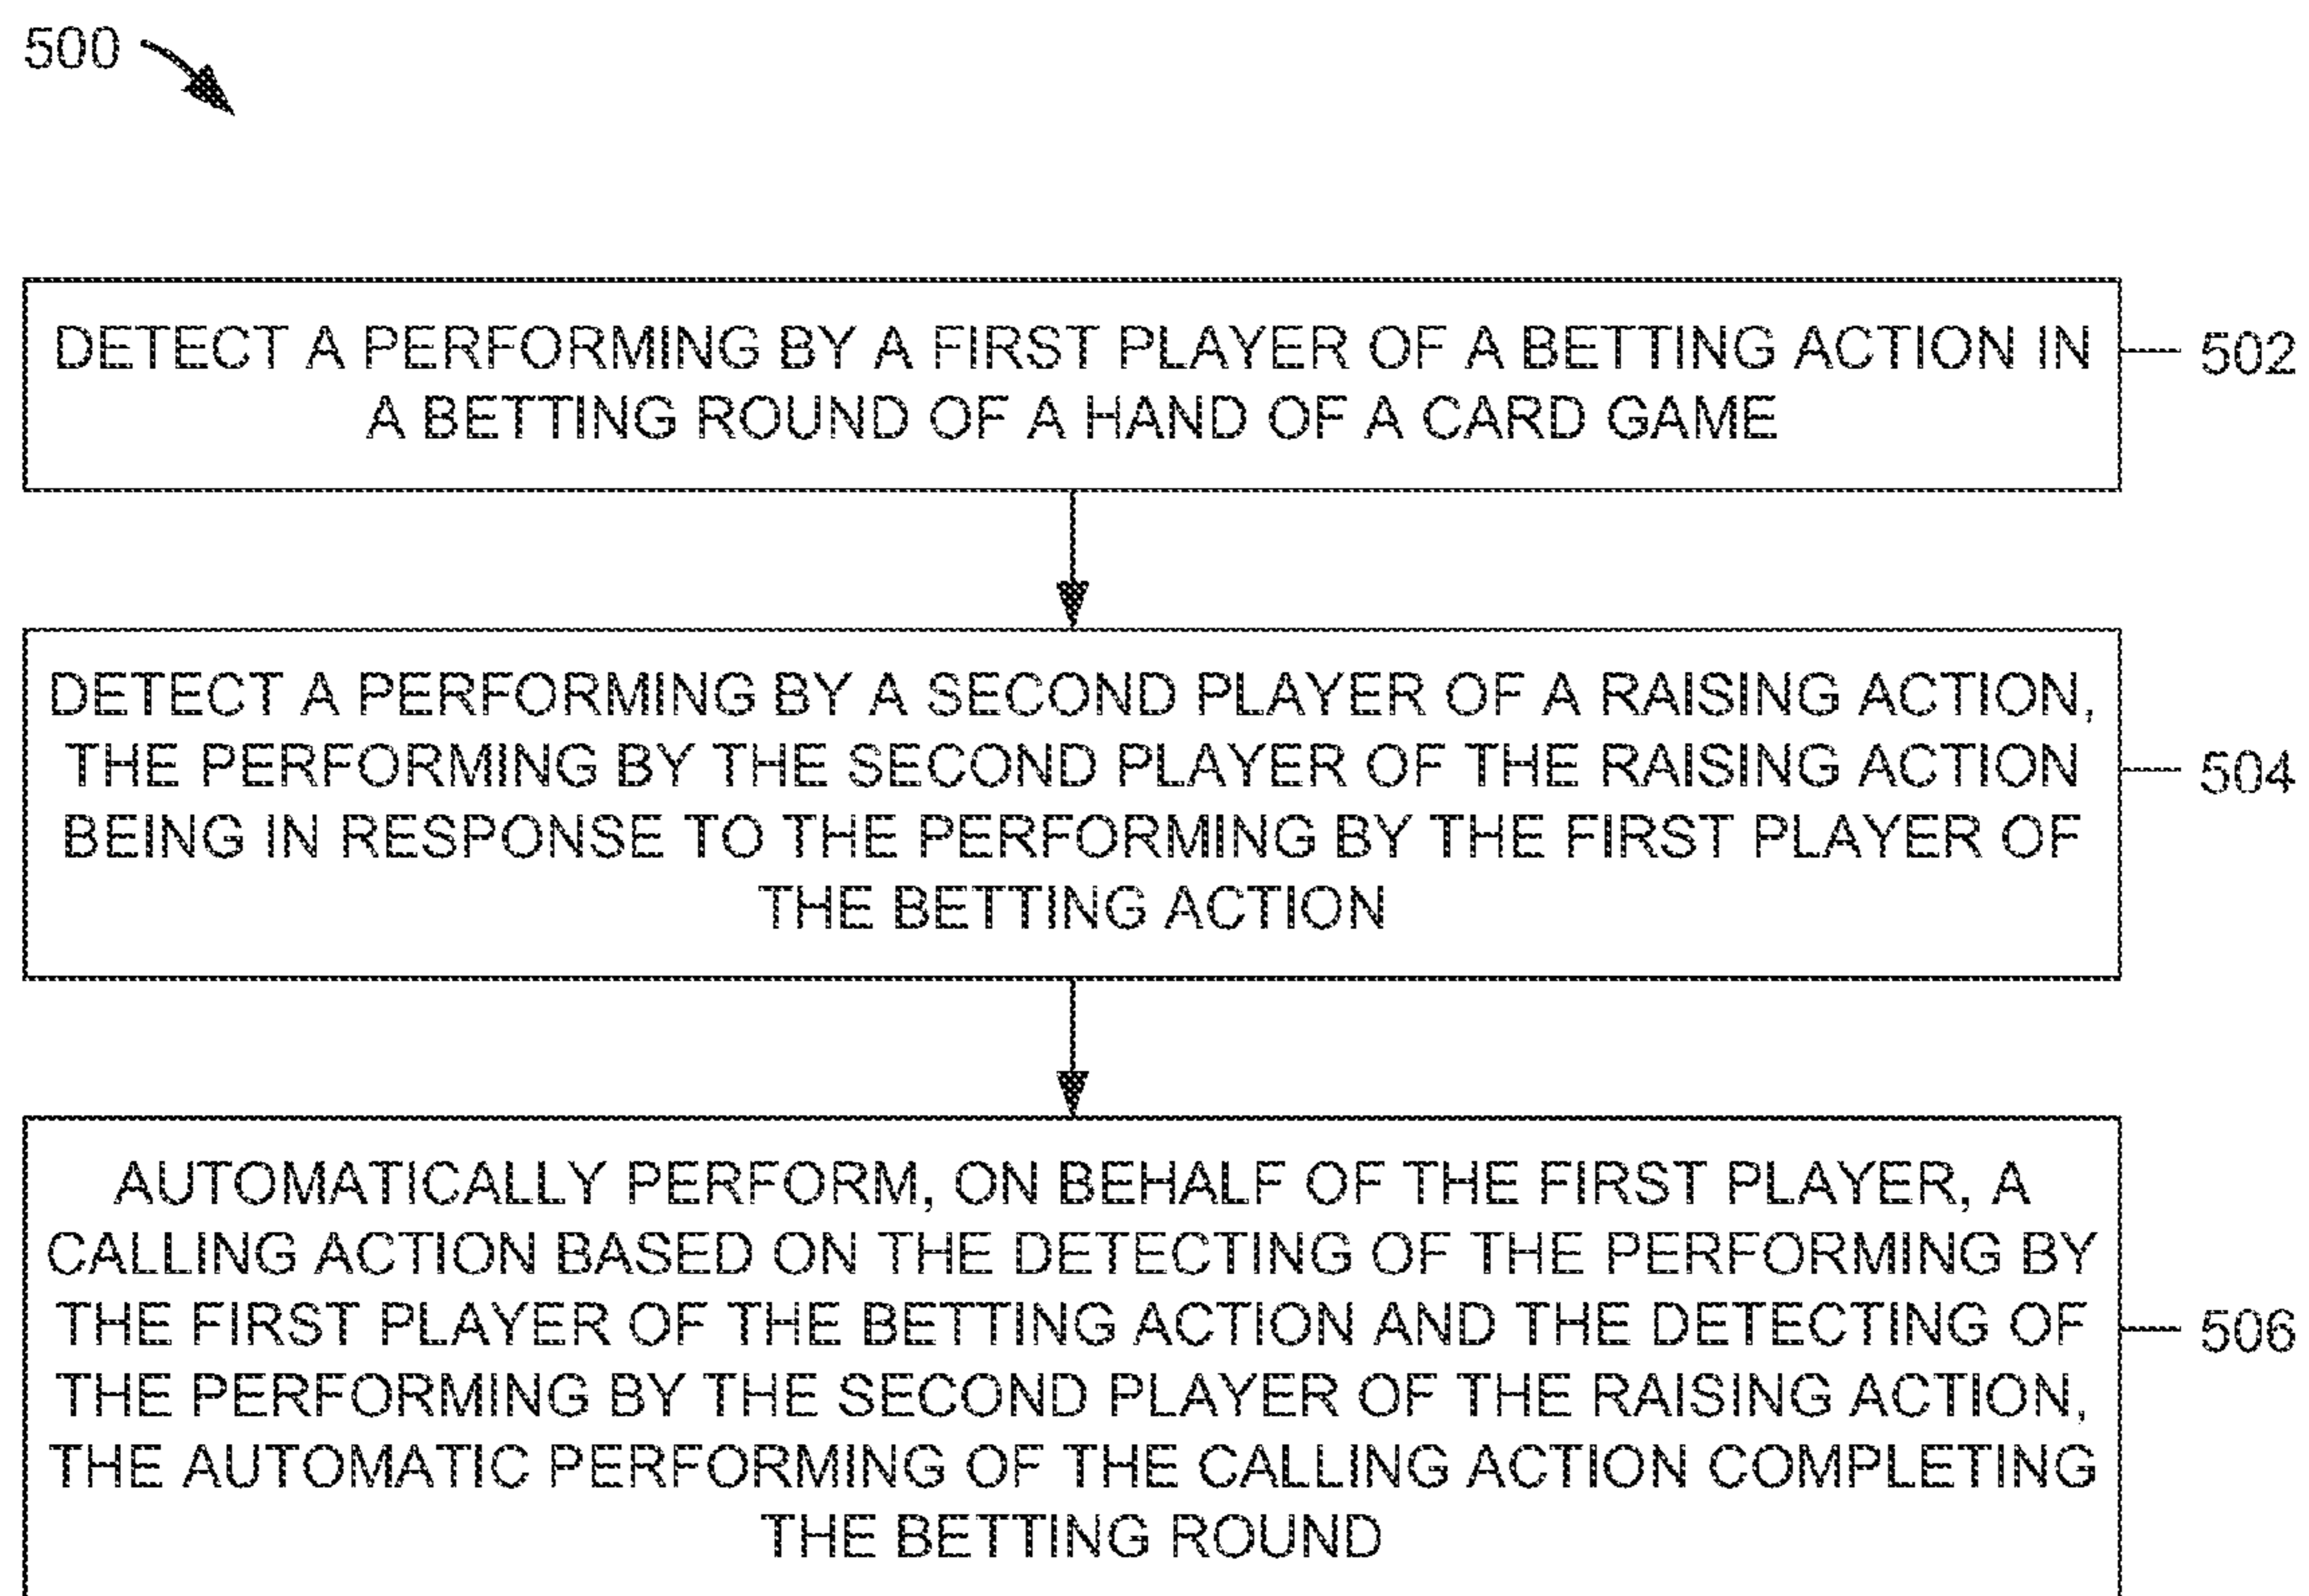 500
DETECT A PERFORMING BY A FIRST PLAYER OF A BETTING ACTION IN
A BETTING ROUND OF A HAND OF A CARD GAME
502
DETECT A PERFORMING BY A SECOND PLAYER OF A RAISING ACTION,
THE PERFORMING BY THE SECOND PLAYER OF THE RAISING ACTION
BEING IN RESPONSE TO THE PERFORMING BY THE FIRST PLAYER OF
THE BETTING ACTION
504
AUTOMATICALLY PERFORM, ON BEHALF OF THE FIRST PLAYER, A
CALLING ACTION BASED ON THE DETECTING OF THE PERFORMING BY
THE FIRST PLAYER OF THE BETTING ACTION AND THE DETECTING OF
THE PERFORMING BY THE SECOND PLAYER OF THE RAISING ACTION,
THE AUTOMATIC PERFORMING OF THE CALLING ACTION COMPLETING
THE BETTING ROUND
506